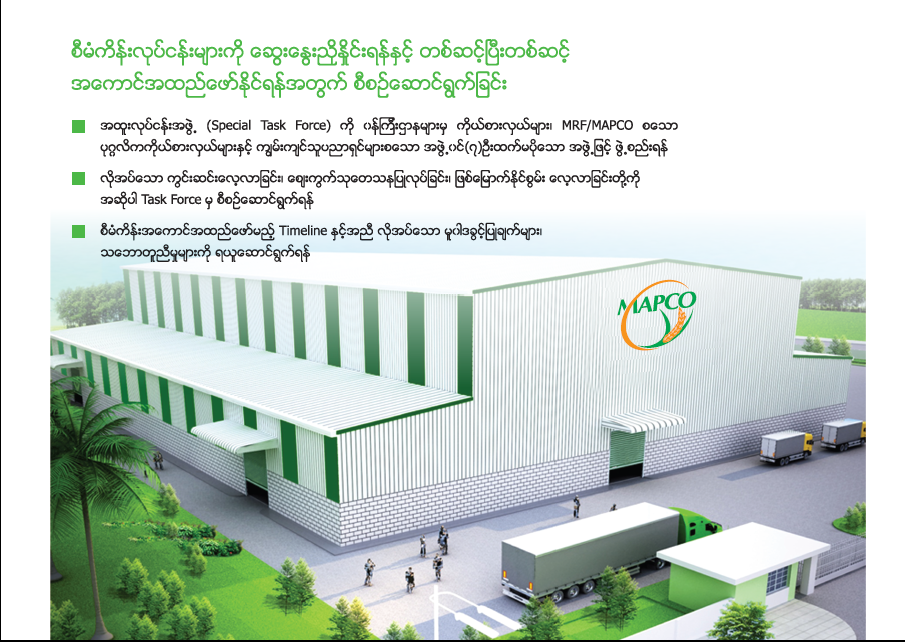 စီမံကိန်းလုပ်ငန်းများကို ဆွေးနွေးညှိနှိုင်းရန်နှင့် တစ်ဆင့်ပြီးတစ်ဆင့်
အကောင်အထည်ဖော်နိုင်ရန်အတွက် စီစဉ်ဆောင်ရွက်ခြင်း
အထူးလုပ်ငန်းအဖွဲ့ (Special Task Force) ကို ဝန်ကြီးဌာနများမှ ကိုယ်စားလှယ်များ၊ MRF/MAPCO စသော
ပုဂ္ဂလိကကိုယ်စားလှယ်များနှင့် ကျွမ်းကျင်သူပညာရှင်များစသော အဖွဲ့ဝင်(၇)ဦးထက်မပိုသော အဖွဲ့ဖြင့် ဖွဲ့စည်းရန်
လိုအပ်သော ကွင်းဆင်းလေ့လာခြင်း၊ ဈေးကွက်သုတေသနပြုလုပ်ခြင်း၊ ဖြစ်မြောက်နိုင်စွမ်း လေ့လာခြင်းတို့ကို
အဆိုပါ Task Force မှ စီစဉ်ဆောင်ရွက်ရန်
စီမံကိန်းအကောင်အထည်ဖော်မည့် Timeline နှင့်အညီ လိုအပ်သော မူဝါဒခွင့်ပြုချက်များ၊
သဘောတူညီမှုများကို ရယူဆောင်ရွက်ရန်
MAPCO